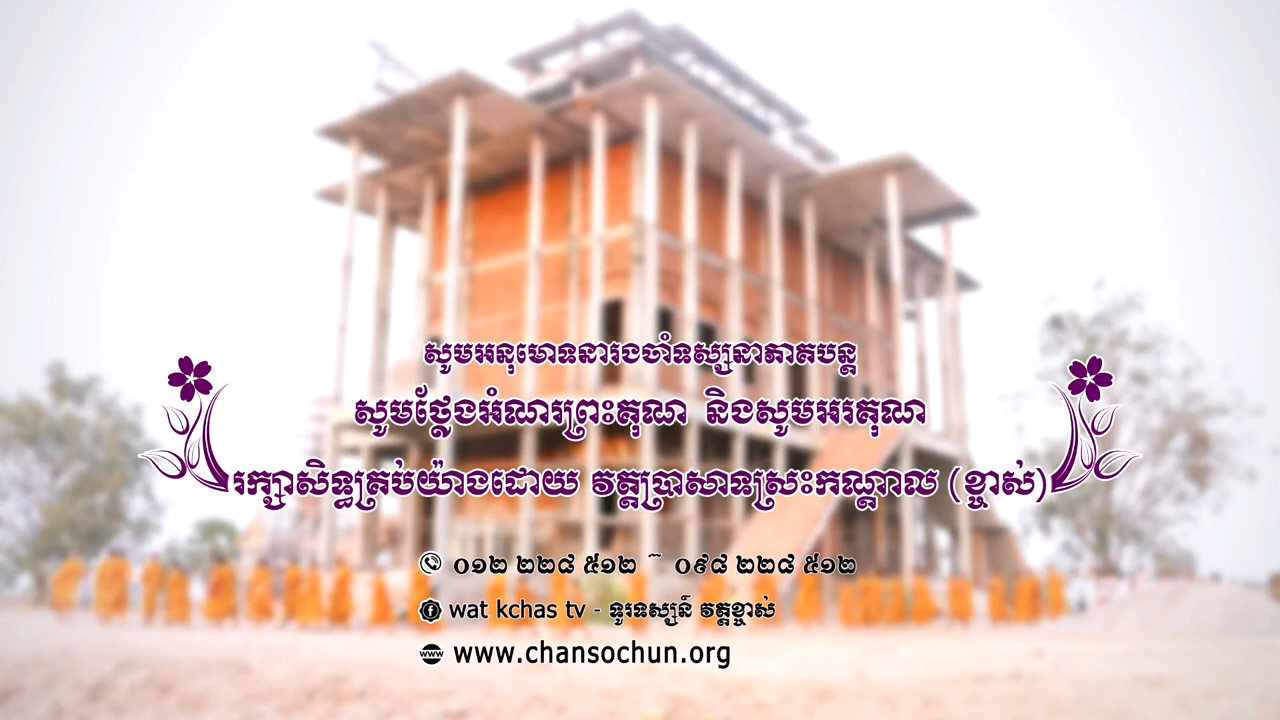 សូមអនុមោទនារងចាំទស្សនាភាគបន្ត
សូមថ្លែងអំណរព្រះគុណ និងសូមអរគុណ
រក្សាសិទ្ធគ្រប់យ៉ាងដោយ វត្តប្រាសាទស្រះកណ្តាល (ខ្ចាស់)
០១២ ២២៨ ៥១២ ~ ០៩៨ ២២៨ ៥១២
wat kchas tv - ទូរទស្សន៍ វត្តខ្ចាស់
www.chansochun.org